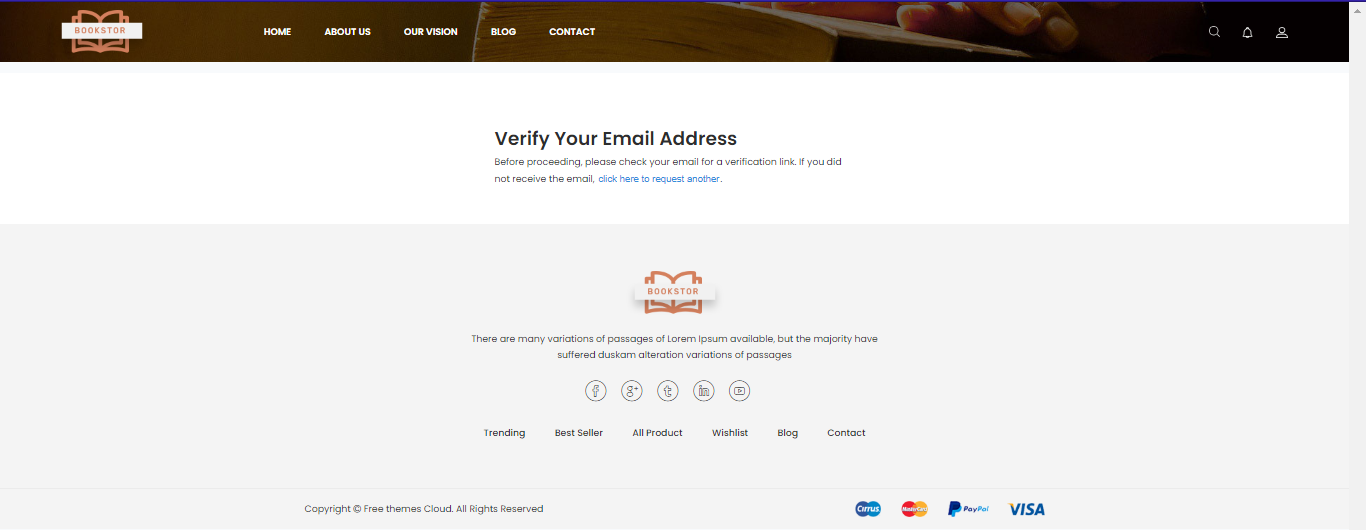 BOOKSTOR
HOME ABOUT US OUR VISION BLOG CONTACT
Verify Your Email Address
Before proceeding, please check your email for a verification link. If you did
not receive the email, click here to request another.
BOOKSTOR
There are many variations of passages of Lorem Ipsum available, but the majority have
suffered duskam alteration variations of passages
Trending Best Seller All Product Wishlist Blog Contact
Copyright © Free themes Cloud. All Rights Reserved
Cirrus MasterCard PayPal VISA